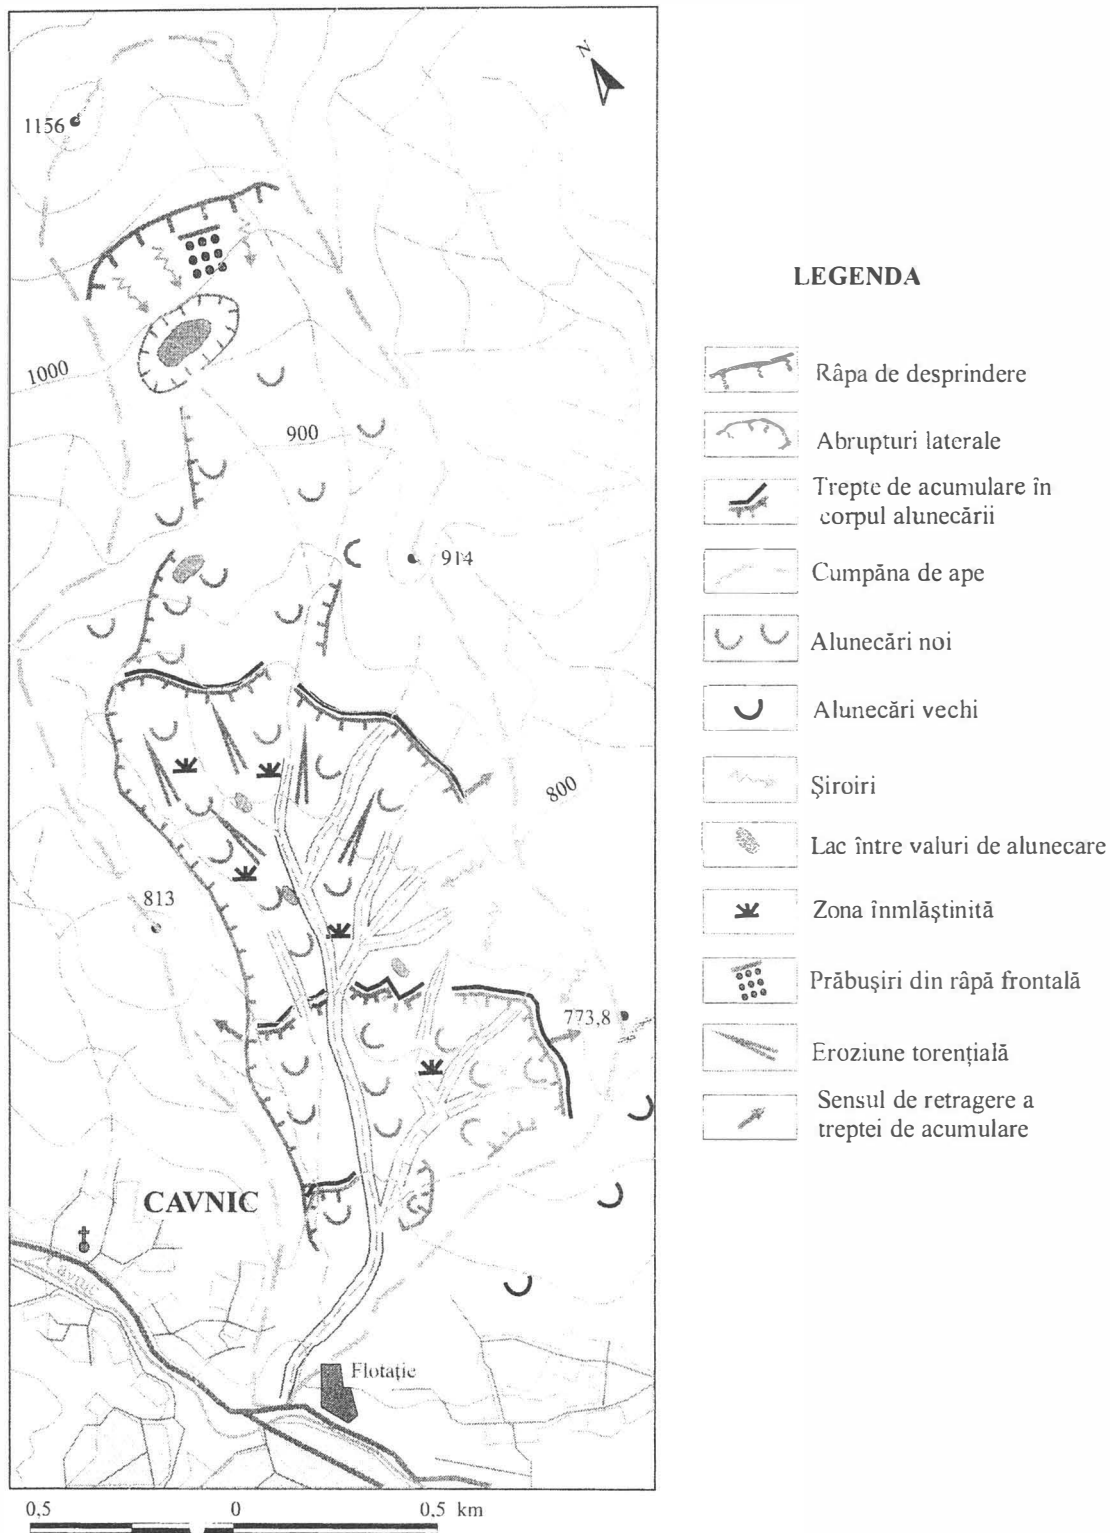 N
1156
1000
900
914
800
813
773,8
CAVNIC
Cavnic
Flotație
0,5 0 0,5 km
LEGENDA
Râpa de desprindere
Abrupturi laterale
Trepte de acumulare în
corpul alunecării
Cumpăna de ape
Alunecări noi
Alunecări vechi
Șiroiri
Lac între valuri de alunecare
Zona înmlăștinită
Prăbușiri din râpă frontală
Eroziune torențială
Sensul de retragere a
treptei de acumulare